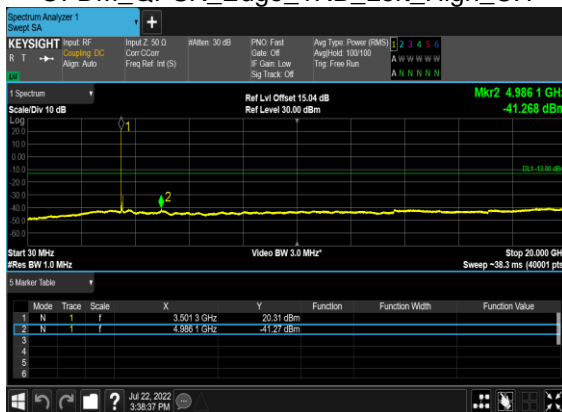 Spectrum Analyzer 1
Swept SA
+
KEYSIGHT Input: RF Input Z: 50 Ω #Atten: 30 dB PNO: Fast Avg Type: Power (RMS) 1 2 3 4 5 6
R T Coupling: DC Corr CCorr Gate: Off Avg|Hold: 100/100 A W W W W W
Align: Auto Freq Ref: Int (S) IF Gain: Low Trig: Free Run A N N N N N
Sig Track: Off
LXI
1 Spectrum Ref Lvl Offset 15.04 dB Mkr2 4.986 1 GHz
Scale/Div 10 dB Ref Level 30.00 dBm -41.268 dBm
Log
20.0
10.0
0.00
-10.0
-20.0
-30.0
-40.0
-50.0
-60.0
1
2
DL1 -13.00 dBm
Start 30 MHz Video BW 3.0 MHz* Stop 20.000 GHz
#Res BW 1.0 MHz Sweep ~38.3 ms (40001 pts)
5 Marker Table
Mode Trace Scale X Y Function Function Width Function Value
1 N 1 f 3.501 3 GHz 20.31 dBm
2 N 1 f 4.986 1 GHz -41.27 dBm
3
4
5
6
? Jul 22, 2022
3:38:37 PM